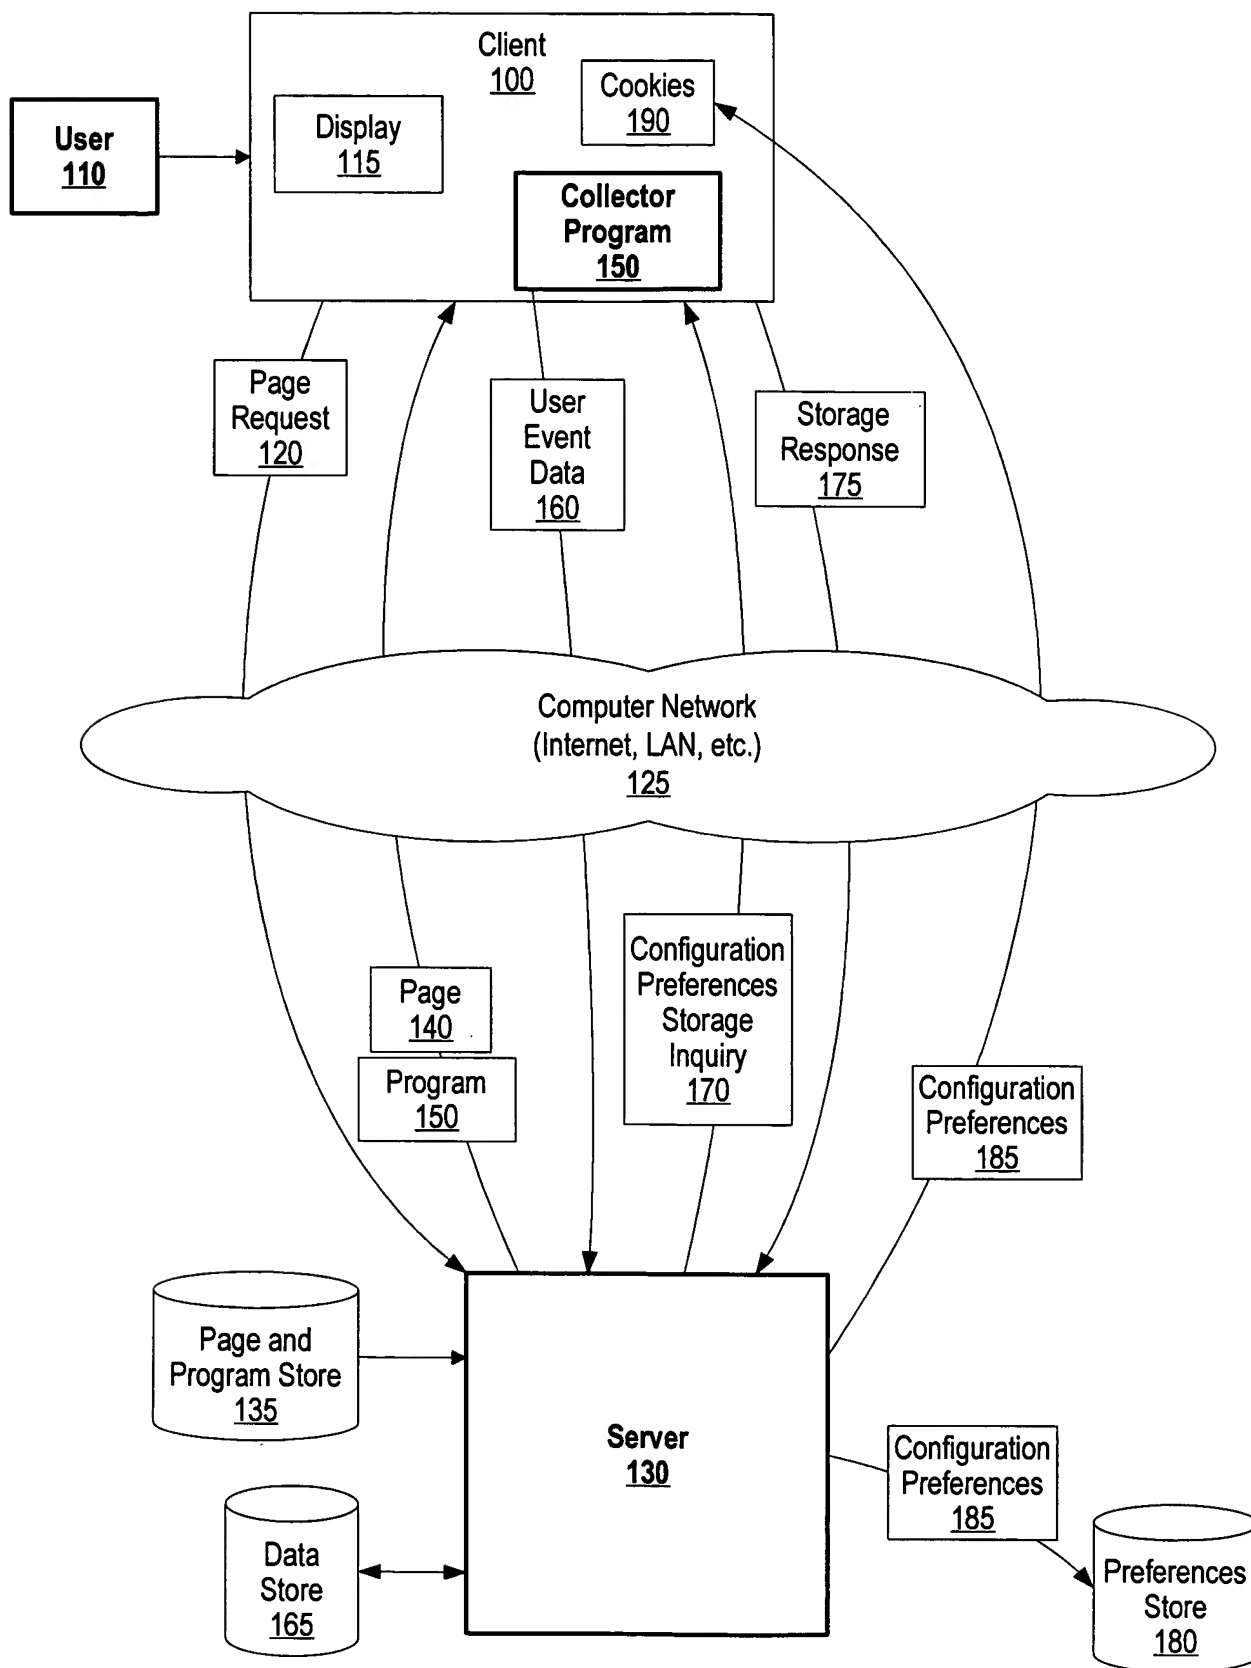 Client
100
Cookies
190
User
110
Display
115
Collector
Program
150
Page
Request
120
User
Event
Data
160
Storage
Response
175
Computer Network
(Internet, LAN, etc.)
125
Configuration
Preferences
Storage
Inquiry
170
Page
140
Program
150
Configuration
Preferences
185
Page and
Program Store
135
Server
130
Configuration
Preferences
185
Data
Store
165
Preferences
Store
180